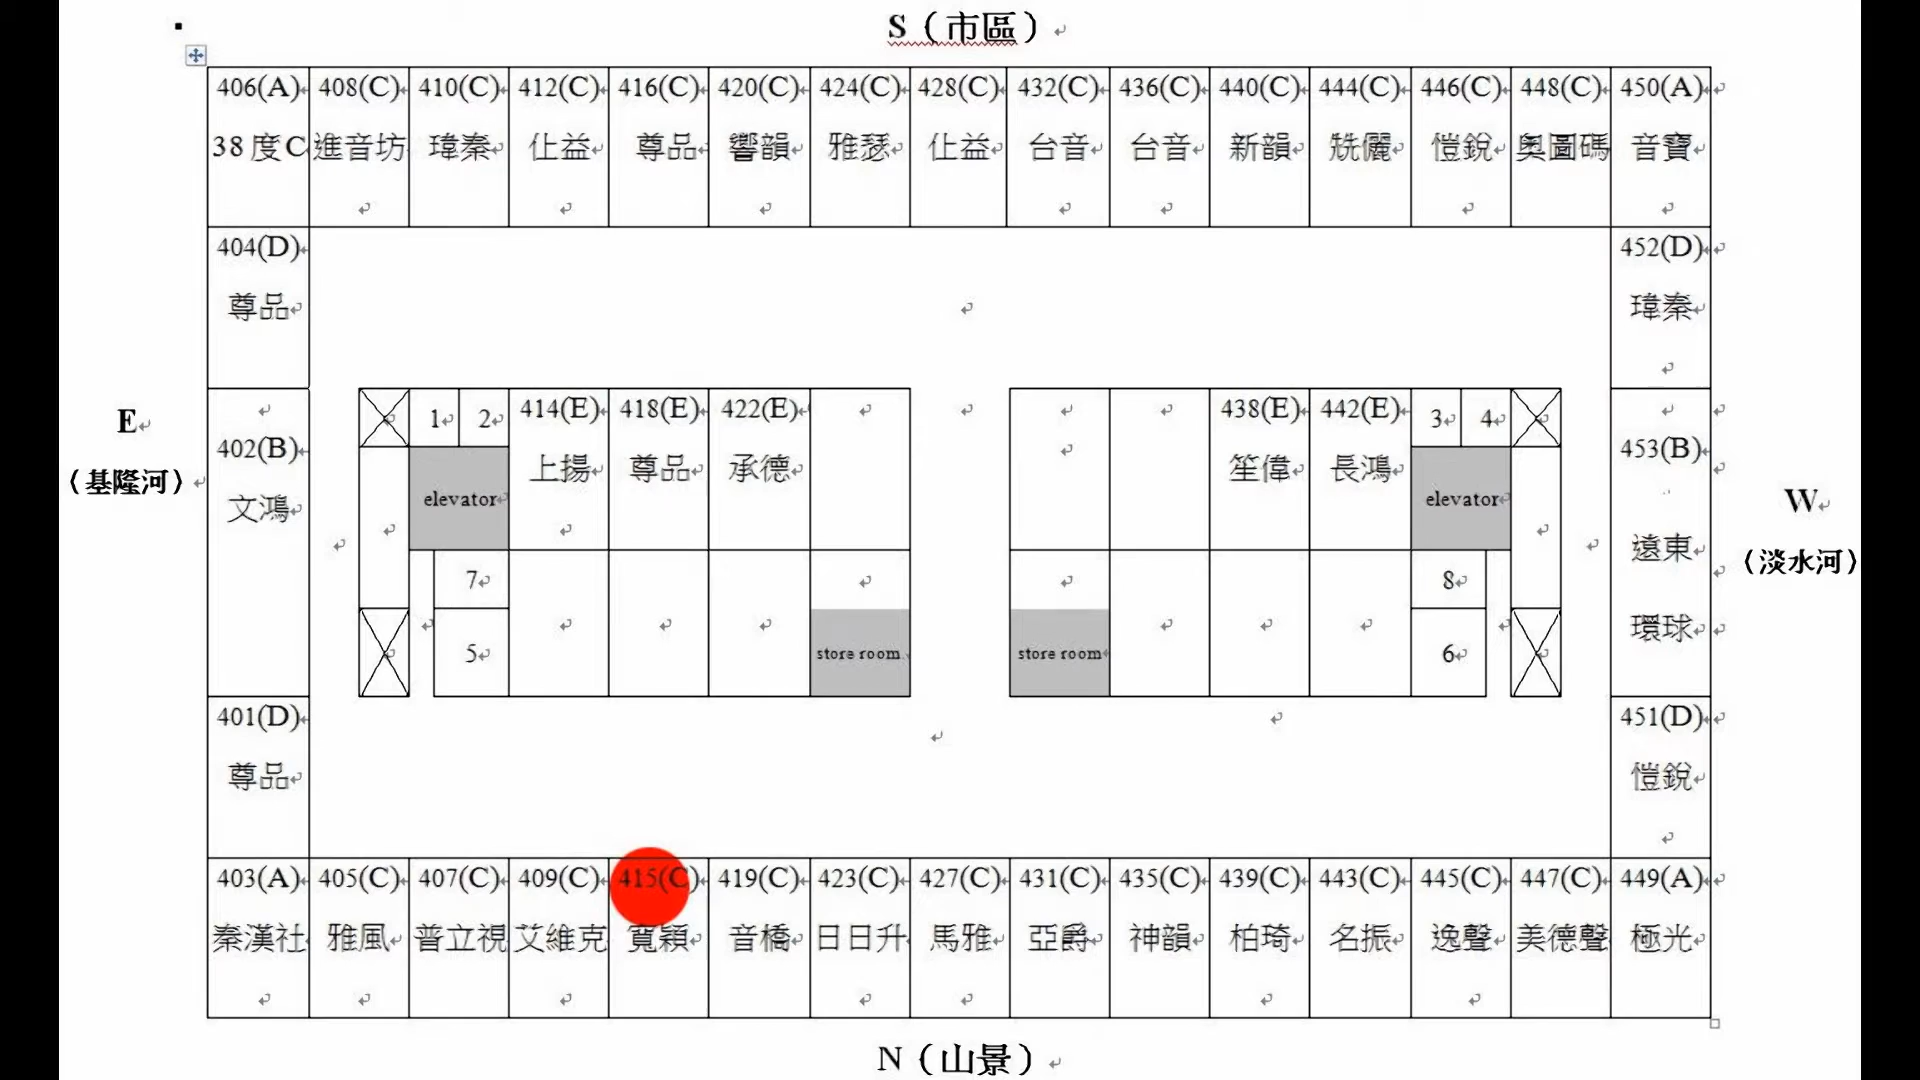 S（市區）
406(A) 408(C) 410(C) 412(C) 416(C) 420(C) 424(C) 428(C) 432(C) 436(C) 440(C) 444(C) 446(C) 448(C) 450(A)
38度C 進音坊 瑋秦 仩益 尊品 響韻 雅瑟 仩益 台音 台音 新韻 兟儷 愷銳 奧圖碼 音寶
404(D) 452(D)
尊品 瑋秦
E
（基隆河）
402(B)
文鴻
1 2 414(E) 418(E) 422(E) 438(E) 442(E) 3 4
上揚 尊品 承德 笙偉 長鴻
elevator elevator
453(B)
遠東
環球
W
（淡水河）
7 8
5 store room store room 6
401(D) 451(D)
尊品 愷銳
403(A) 405(C) 407(C) 409(C) 415(C) 419(C) 423(C) 427(C) 431(C) 435(C) 439(C) 443(C) 445(C) 447(C) 449(A)
秦漢社 雅風 普立視 艾維克 寬穎 音橋 日日升 馬雅 亞爵 神韻 柏琦 名振 逸聲 美德聲 極光
N（山景）